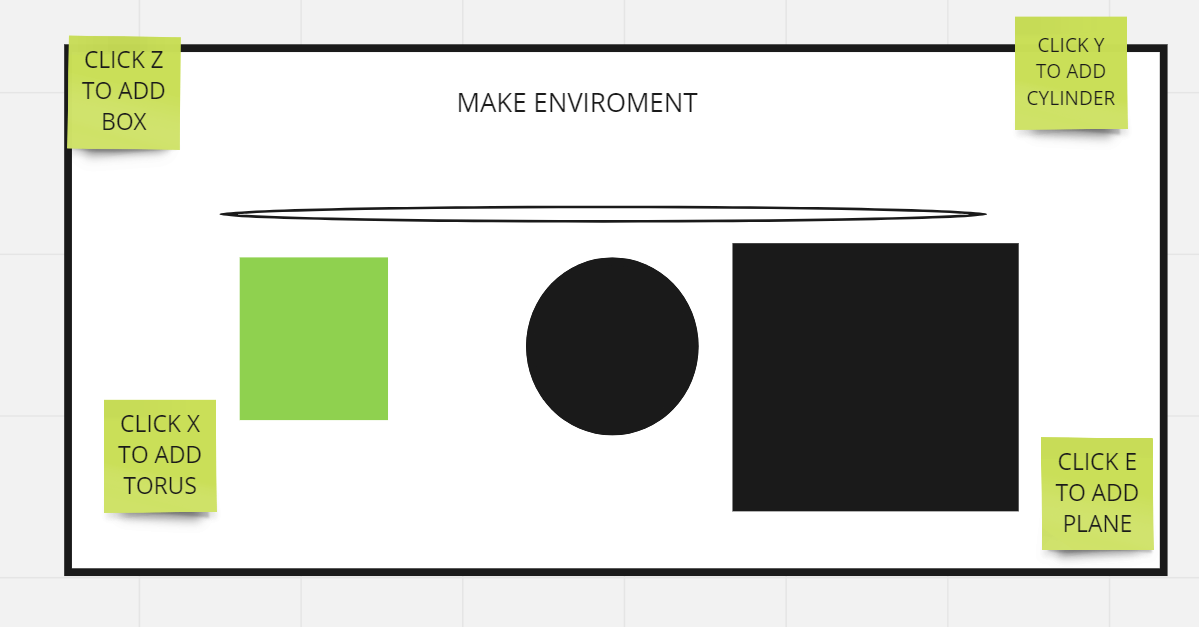 CLICK Z
TO ADD
BOX
CLICK Y
TO ADD
CYLINDER
MAKE ENVIROMENT
CLICK X
TO ADD
TORUS
CLICK E
TO ADD
PLANE